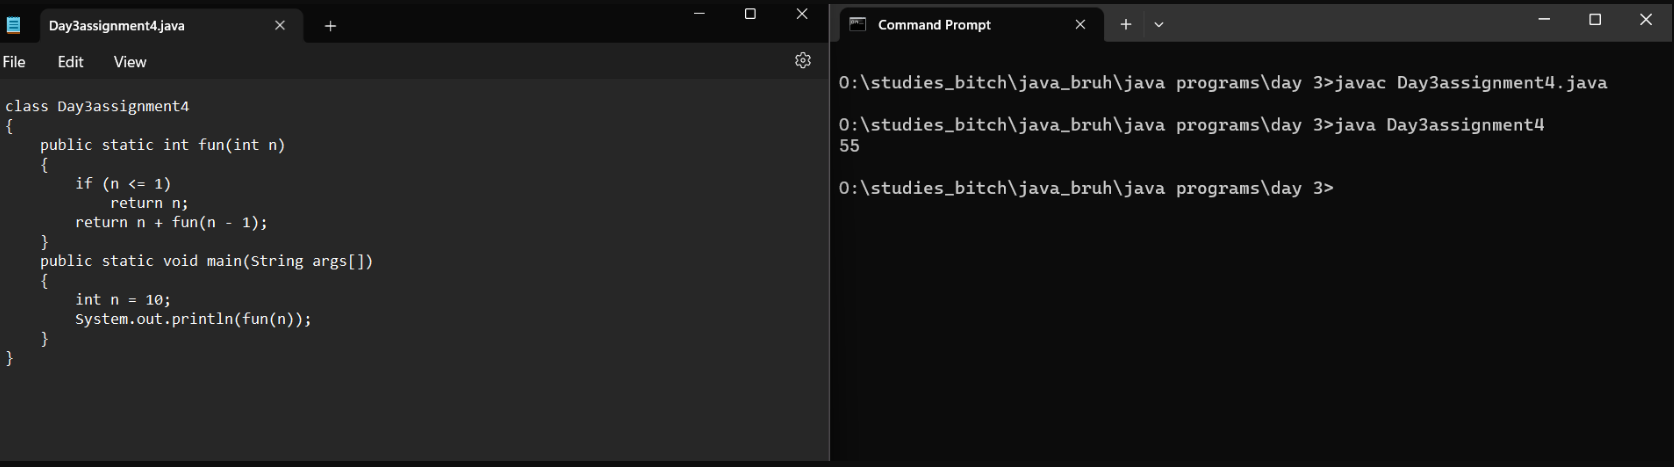 Day3assignment4.java
File Edit View
class Day3assignment4
{
    public static int fun(int n)
    {
        if (n <= 1)
            return n;
        return n + fun(n - 1);
    }
    public static void main(String args[])
    {
        int n = 10;
        System.out.println(fun(n));
    }
}
Command Prompt
O:\studies_bitch\java_bruh\java programs\day 3>javac Day3assignment4.java
O:\studies_bitch\java_bruh\java programs\day 3>java Day3assignment4
55
O:\studies_bitch\java_bruh\java programs\day 3>